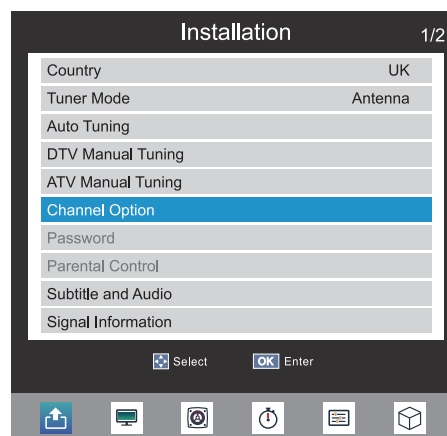 Installation 1/2
Country UK
Tuner Mode Antenna
Auto Tuning
DTV Manual Tuning
ATV Manual Tuning
Channel Option
Password
Parental Control
Subtitle and Audio
Signal Information
Select OK Enter